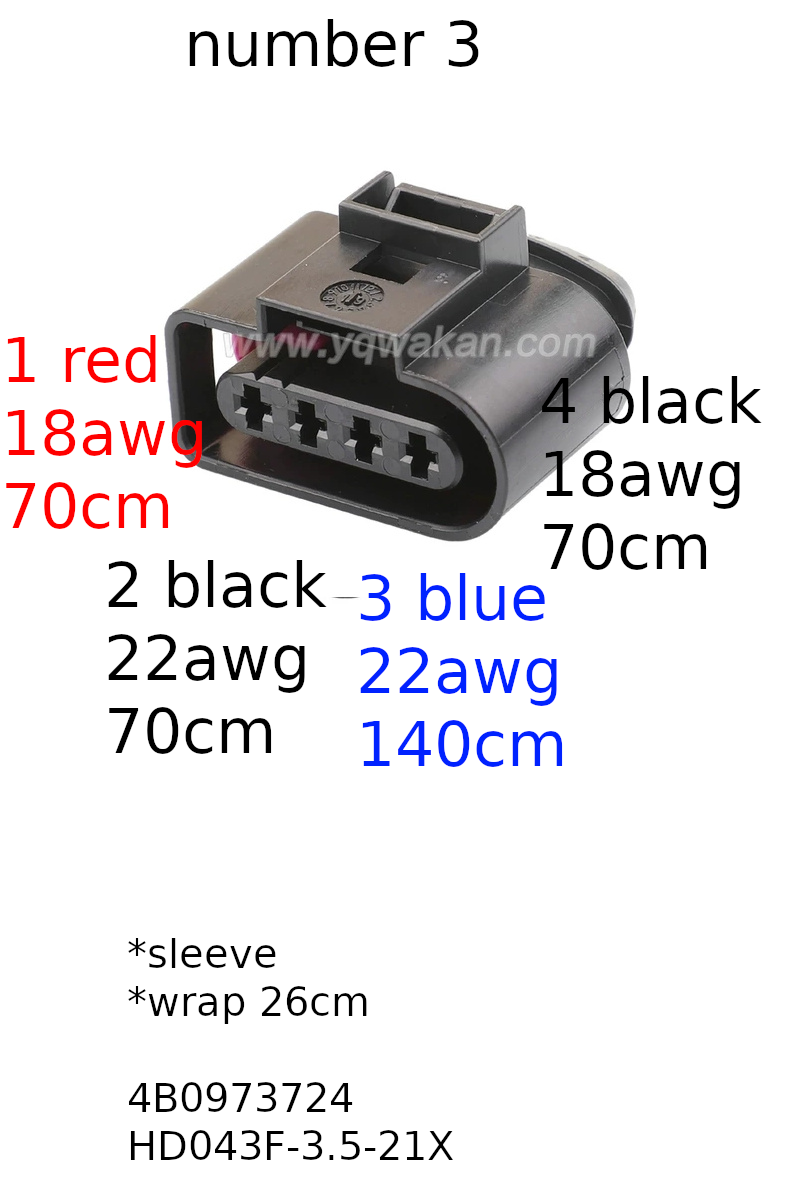 number 3
www.yqwakan.com
1 red
18awg
70cm
4 black
18awg
70cm
2 black
22awg
70cm
3 blue
22awg
140cm
*sleeve
*wrap 26cm
4B0973724
HD043F-3.5-21X